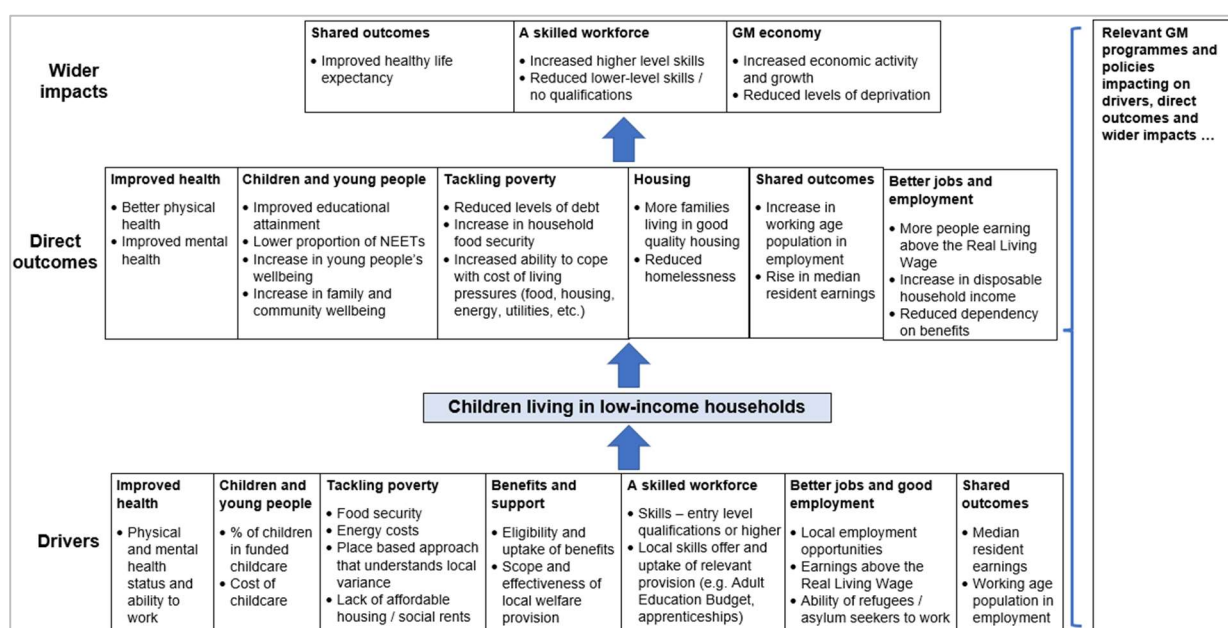 Wider
impacts
Shared outcomes
• Improved healthy life
expectancy
A skilled workforce
• Increased higher level skills
• Reduced lower-level skills /
no qualifications
GM economy
• Increased economic activity
and growth
• Reduced levels of deprivation
Relevant GM
programmes and
policies
impacting on
drivers, direct
outcomes and
wider impacts ...
Direct
outcomes
Improved health
• Better physical
health
• Improved mental
health
Children and young people
• Improved educational
attainment
• Lower proportion of NEETs
• Increase in young people's
wellbeing
• Increase in family and
community wellbeing
Tackling poverty
• Reduced levels of debt
• Increase in household
food security
• Increased ability to cope
with cost of living
pressures (food, housing,
energy, utilities, etc.)
Housing
• More families
living in good
quality housing
• Reduced
homelessness
Shared outcomes
• Increase in
working age
population in
employment
• Rise in median
resident earnings
Better jobs and
employment
• More people earning
above the Real Living
Wage
• Increase in disposable
household income
• Reduced dependency
on benefits
Children living in low-income households
Drivers
Improved
health
• Physical
and mental
health
status and
ability to
work
Children and
young people
• % of children
in funded
childcare
• Cost of
childcare
Tackling poverty
• Food security
• Energy costs
• Place based approach
that understands local
variance
• Lack of affordable
housing / social rents
Benefits and
support
• Eligibility and
uptake of benefits
• Scope and
effectiveness of
local welfare
provision
A skilled workforce
• Skills – entry level
qualifications or higher
• Local skills offer and
uptake of relevant
provision (e.g. Adult
Education Budget,
apprenticeships)
Better jobs and good
employment
• Local employment
opportunities
• Earnings above the
Real Living Wage
• Ability of refugees /
asylum seekers to work
Shared
outcomes
• Median
resident
earnings
• Working age
population in
employment